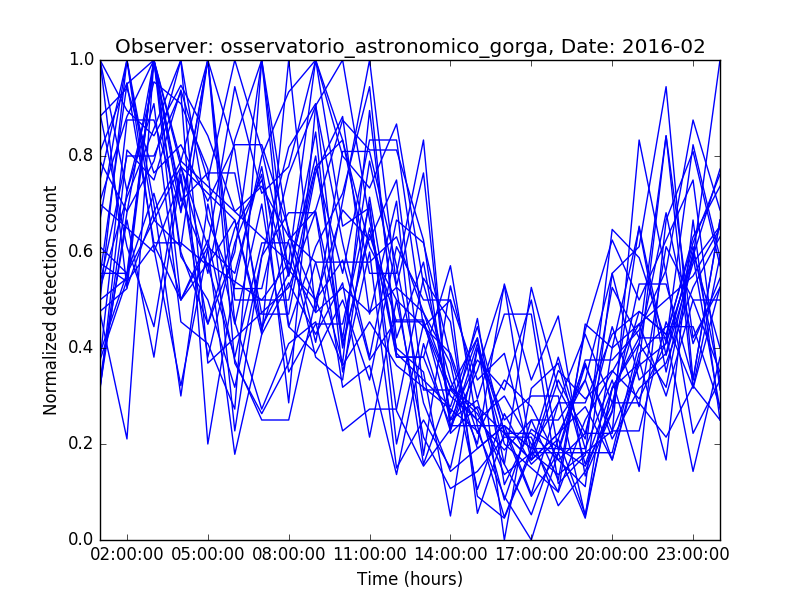 Observer: osservatorio_astronomico_gorga, Date: 2016-02
1.0
0.8
0.6
0.4
0.2
0.0
Normalized detection count
02:00:00 05:00:00 08:00:00 11:00:00 14:00:00 17:00:00 20:00:00 23:00:00
Time (hours)